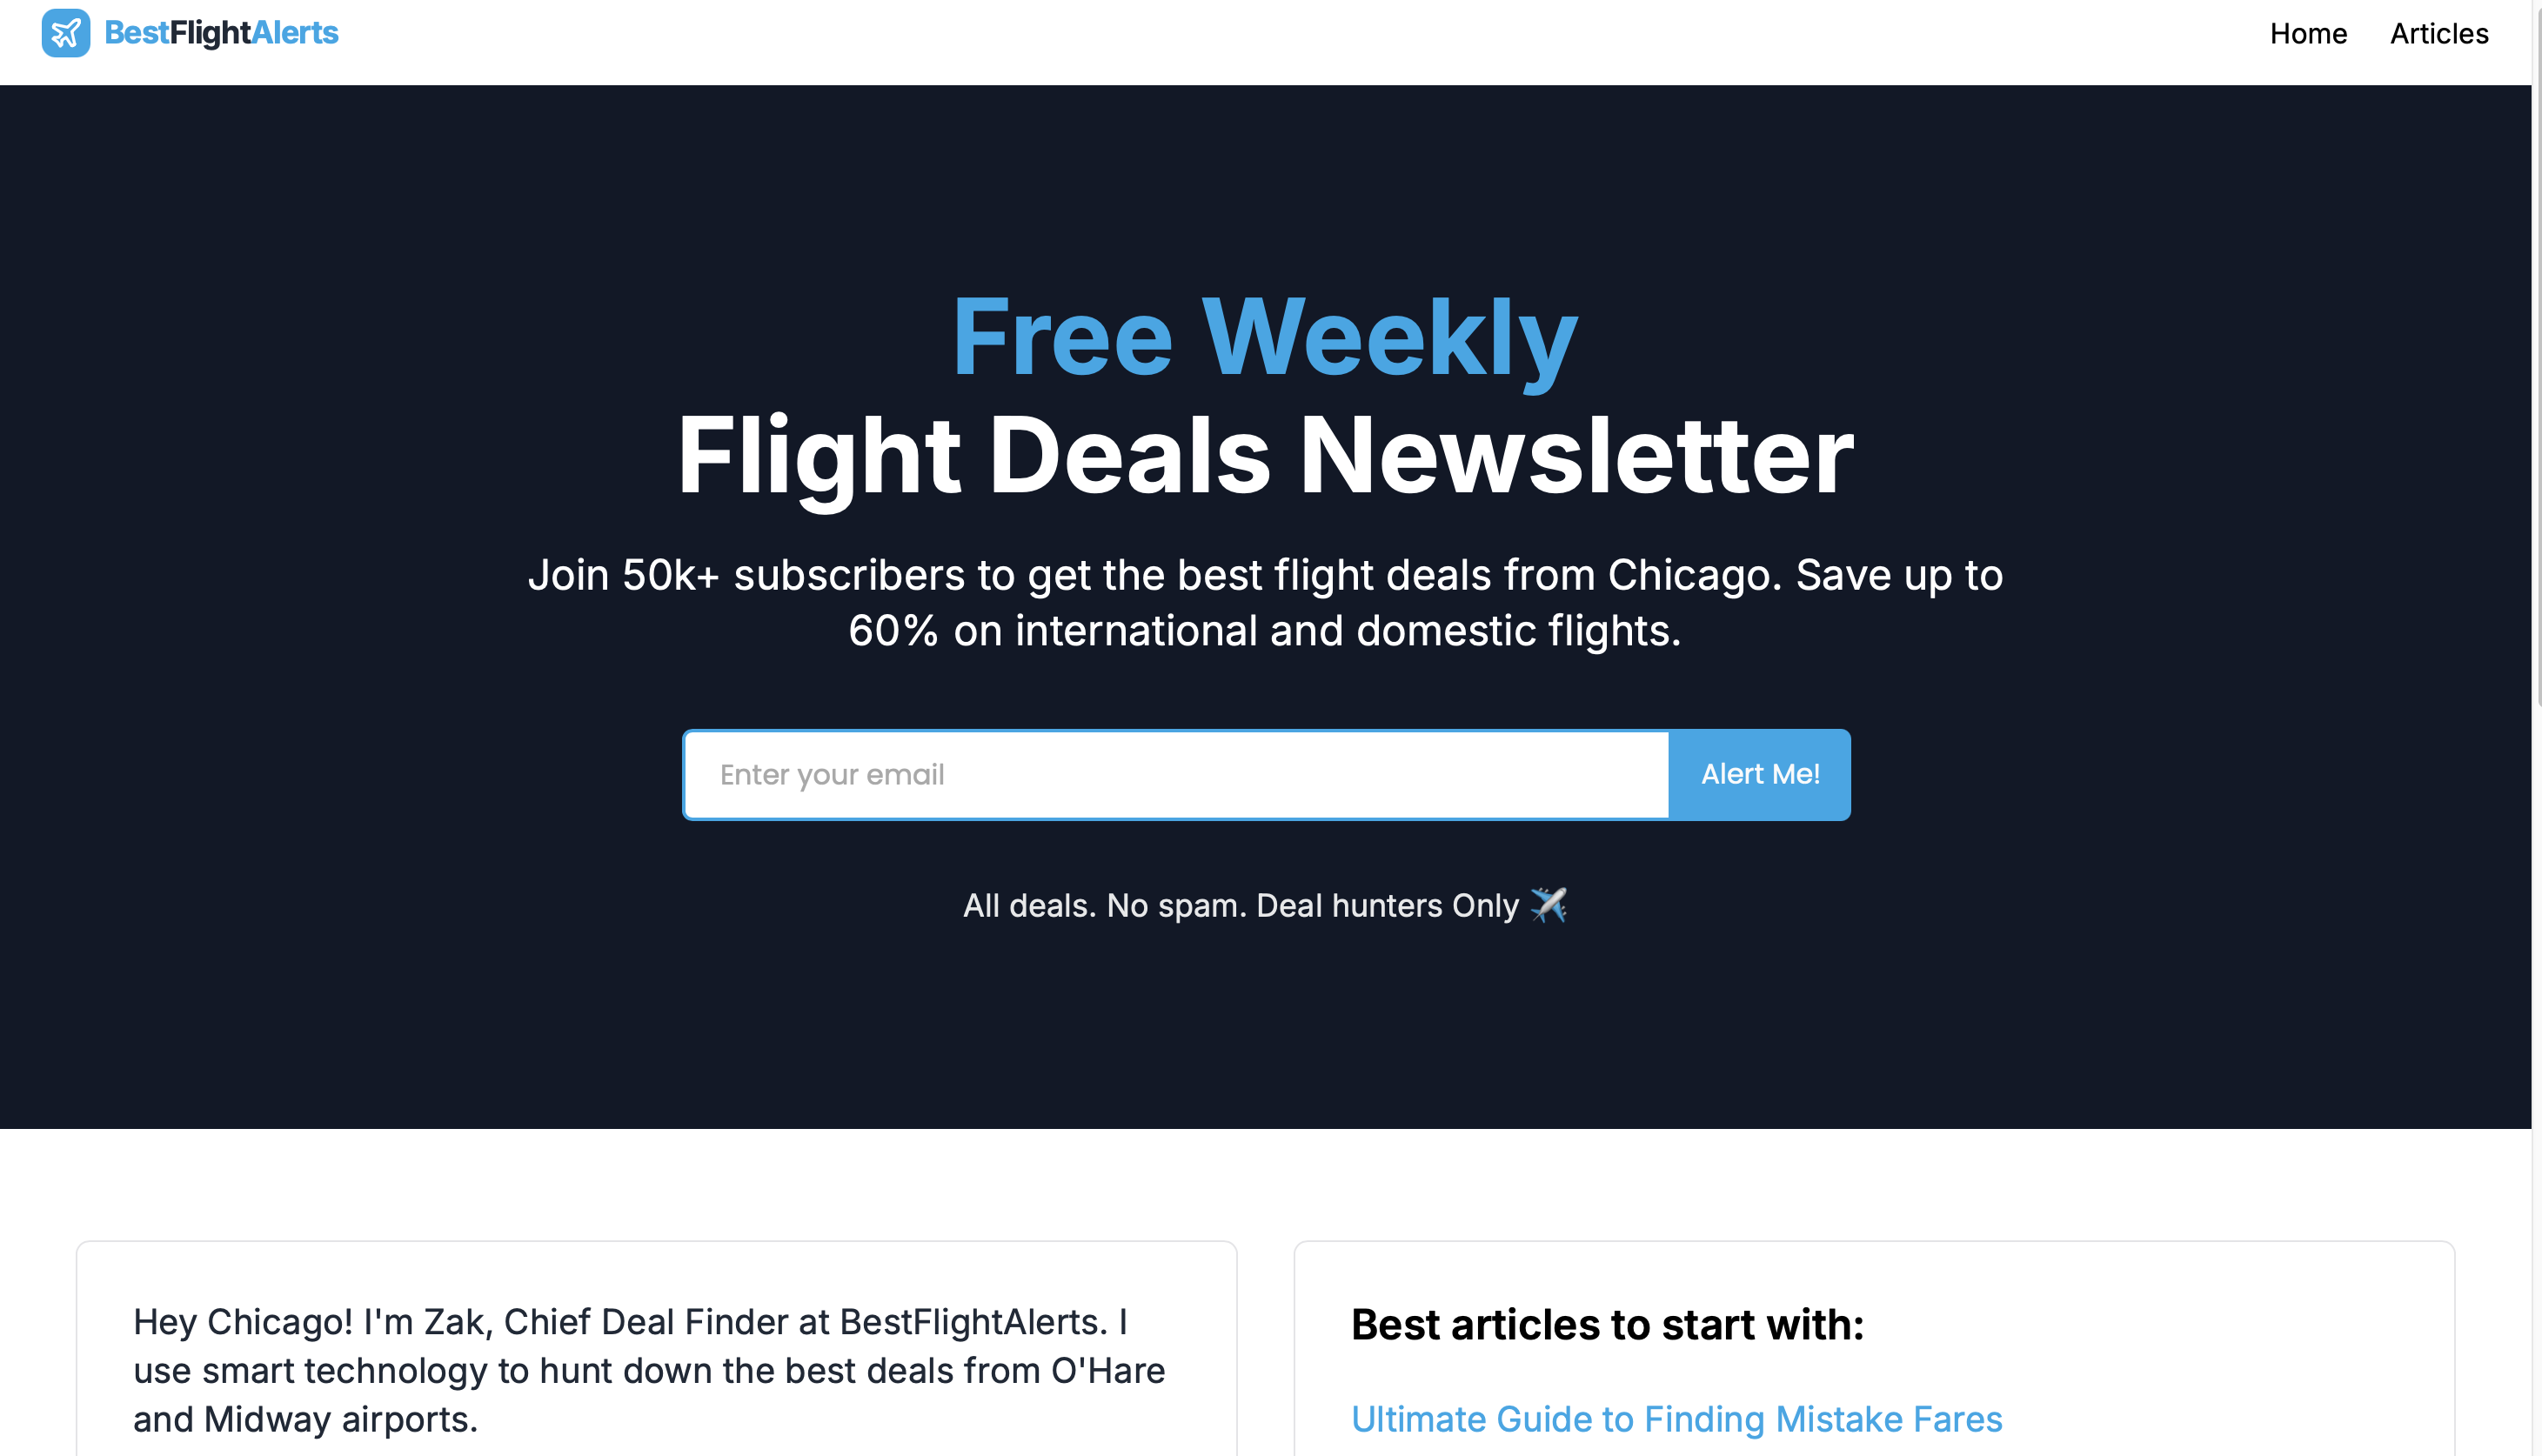 BestFlightAlerts
Home
Articles
Free Weekly
Flight Deals Newsletter
Join 50k+ subscribers to get the best flight deals from Chicago. Save up to
60% on international and domestic flights.
Enter your email
Alert Me!
All deals. No spam. Deal hunters Only ✈️
Hey Chicago! I'm Zak, Chief Deal Finder at BestFlightAlerts. I
use smart technology to hunt down the best deals from O'Hare
and Midway airports.
Best articles to start with:
Ultimate Guide to Finding Mistake Fares